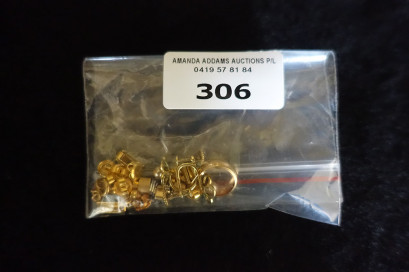 AMANDA ADDAMS AUCTIONS P/L
0419 57 81 84
306